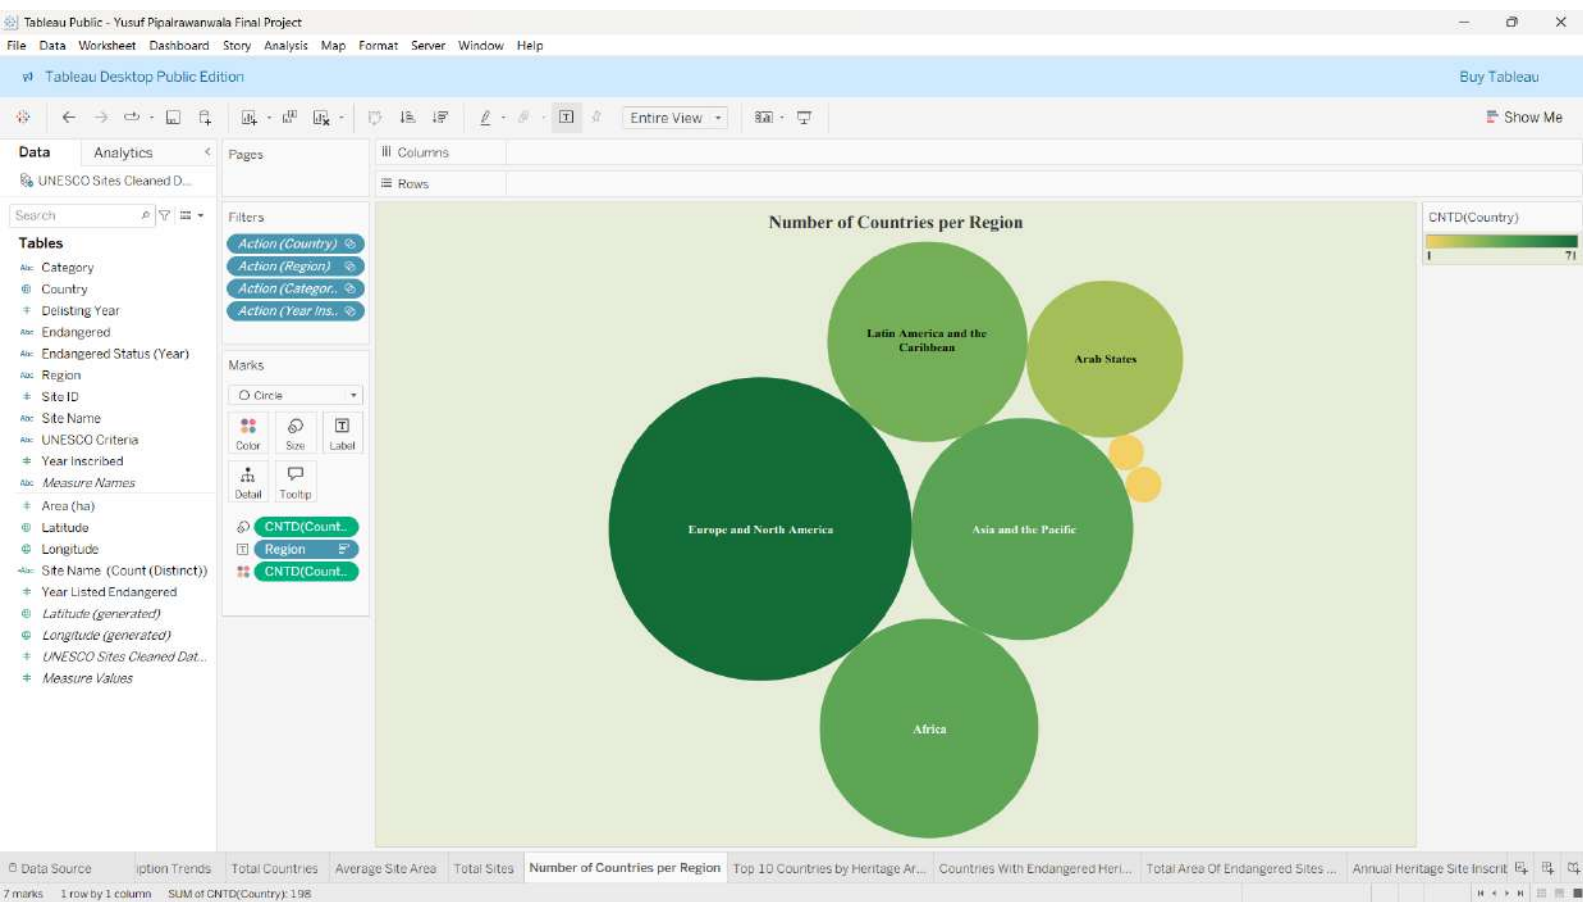 Tableau Public - Yusuf Pipalrawanwala Final Project
File Data Worksheet Dashboard Story Analysis Map Format Server Window Help
Tableau Desktop Public Edition
Buy Tableau
Entire View
Show Me
Data Analytics
UNESCO Sites Cleaned D...
Search
Tables
Abc Category
Country
Delisting Year
Abc Endangered
Abc Endangered Status (Year)
Abc Region
Site ID
Abc Site Name
Abc UNESCO Criteria
Year Inscribed
Abc Measure Names
Area (ha)
Latitude
Longitude
Abc Site Name (Count (Distinct))
Year Listed Endangered
Latitude (generated)
Longitude (generated)
UNESCO Sites Cleaned Dat...
Measure Values
Pages
Filters
Action (Country)
Action (Region)
Action (Categor..
Action (Year Ins..
Marks
Circle
Color Size Label
Detail Tooltip
CNTD(Count..
Region
CNTD(Count..
Columns
Rows
Number of Countries per Region
Latin America and the
Caribbean
Arab States
Europe and North America
Asia and the Pacific
Africa
CNTD(Country)
1 71
Data Source iption Trends Total Countries Average Site Area Total Sites Number of Countries per Region Top 10 Countries by Heritage Ar... Countries With Endangered Heri... Total Area Of Endangered Sites ... Annual Heritage Site Inscrit
7 marks 1 row by 1 column SUM of CNTD(Country): 198